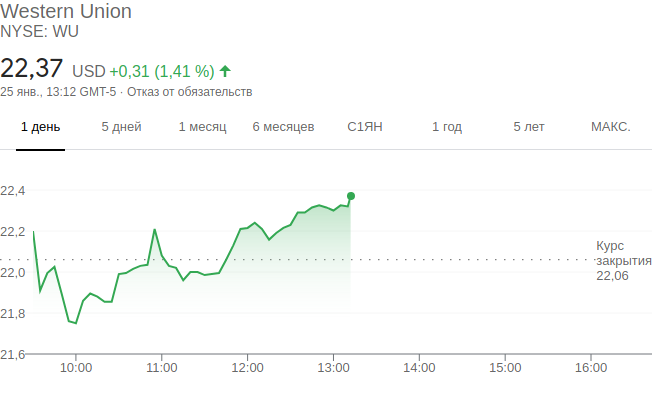 Western Union
NYSE: WU
22,37 USD +0,31 (1,41 %)
25 янв., 13:12 GMT-5 · Отказ от обязательств
1 день 5 дней 1 месяц 6 месяцев С1ЯН 1 год 5 лет МАКС.
22,4
22,2
22,0
21,8
21,6
Курс
закрытия
22,06
10:00 11:00 12:00 13:00 14:00 15:00 16:00